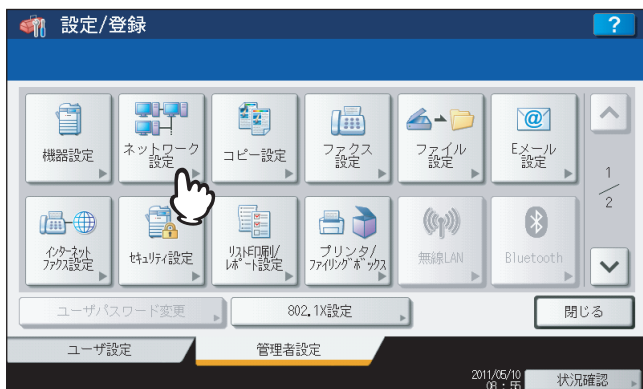 設定/登録
?
機器設定
ネットワーク
設定
コピー設定
ファクス
設定
ファイル
設定
@
Eメール
設定
1
2
インターネット
ファクス設定
セキュリティ設定
リスト印刷/
レポート設定
プリンタ/
ファイリングボックス
無線LAN
Bluetooth
ユーザパスワード変更
802.1X設定
閉じる
ユーザ設定
管理者設定
2011/05/10
08:55
状況確認